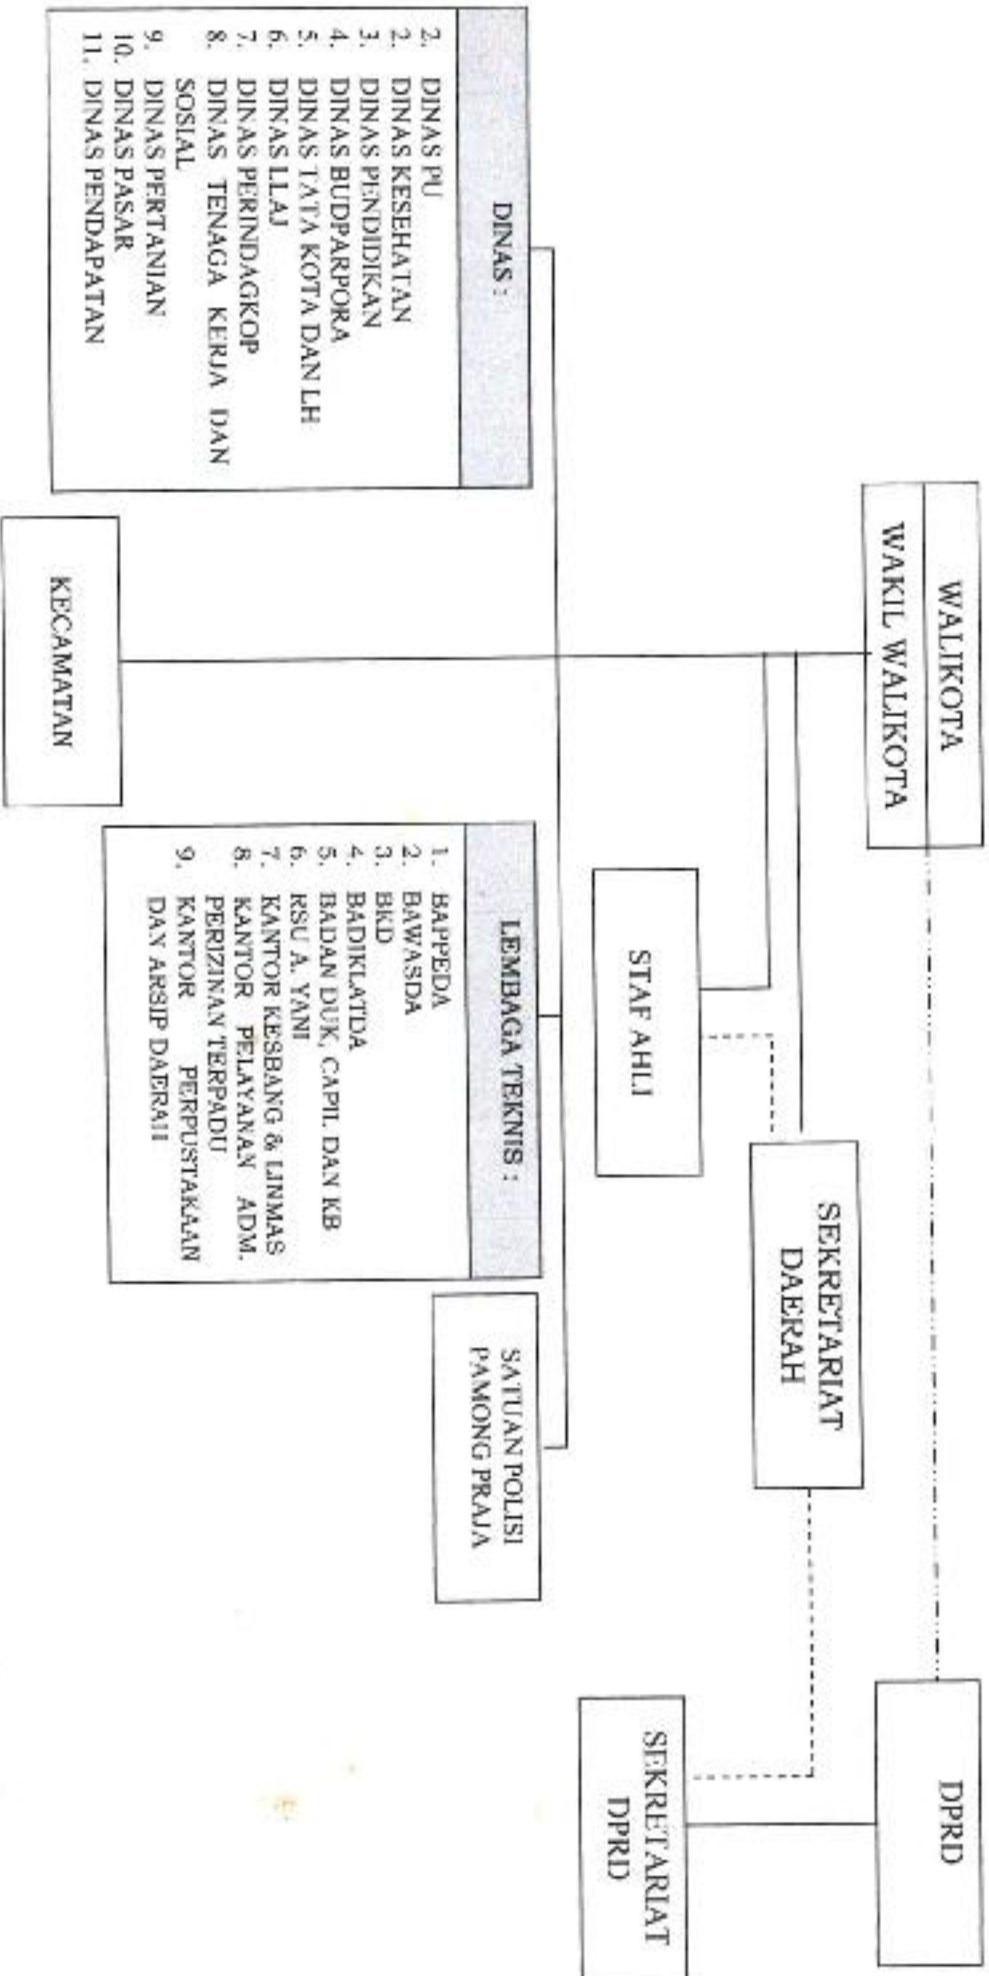 WALIKOTA
WAKIL WALIKOTA
DPRD
SEKRETARIAT
DAERAH
STAF AHLI
SEKRETARIAT
DPRD
DINAS :
2. DINAS PU
2. DINAS KESEHATAN
3. DINAS PENDIDIKAN
4. DINAS BUDPARPORA
5. DINAS TATA KOTA DAN LH
6. DINAS LLAJ
7. DINAS PERINDAGKOP
8. DINAS TENAGA KERJA DAN
SOSIAL
9. DINAS PERTANIAN
10. DINAS PASAR
11. DINAS PENDAPATAN
LEMBAGA TEKNIS :
1. BAPPEDA
2. BAWASDA
3. BKD
4. BADIKLATDA
5. BADAN DUK, CAPIL DAN KB
6. RSU A. YANI
7. KANTOR KESBANG & LINMAS
8. KANTOR PELAYANAN ADM.
PERIZINAN TERPADU
9. KANTOR PERPUSTAKAAN
DAN ARSIP DAERAH
SATUAN POLISI
PAMONG PRAJA
KECAMATAN